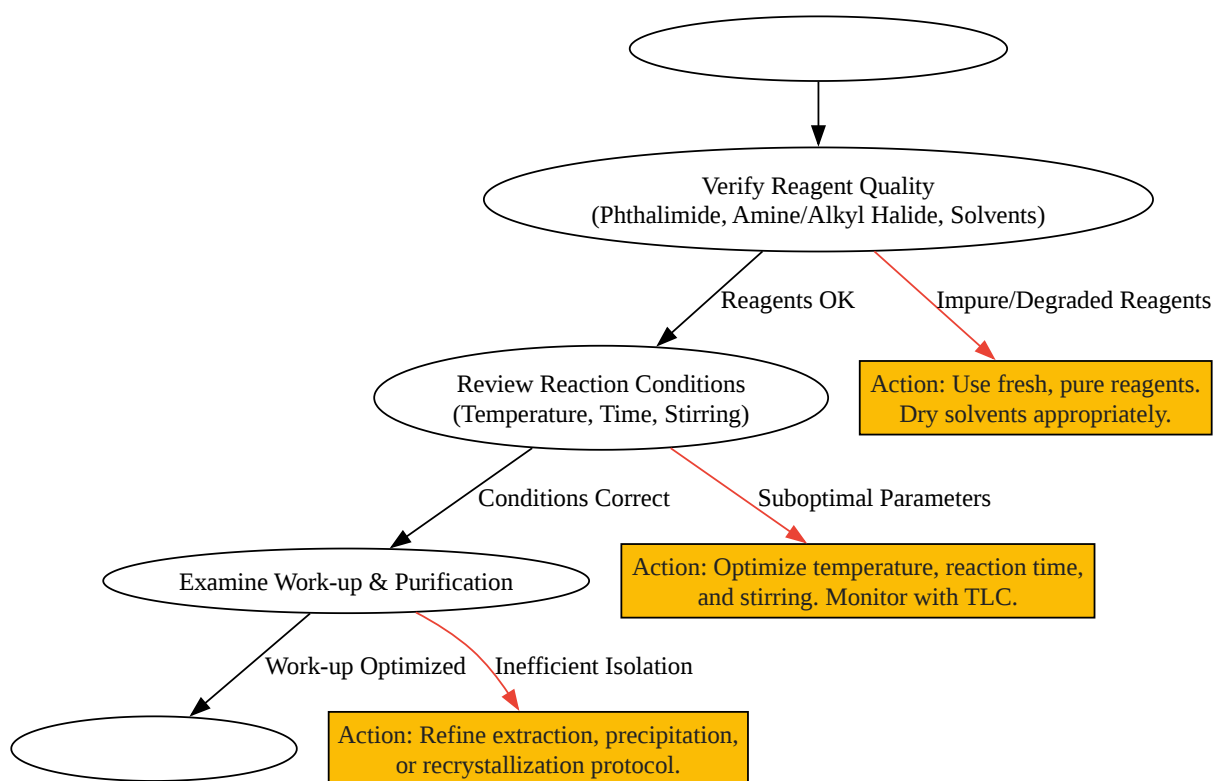 Verify Reagent Quality
(Phthalimide, Amine/Alkyl Halide, Solvents)
Reagents OK
Impure/Degraded Reagents
Review Reaction Conditions
(Temperature, Time, Stirring)
Action: Use fresh, pure reagents.
Dry solvents appropriately.
Conditions Correct
Suboptimal Parameters
Examine Work-up & Purification
Action: Optimize temperature, reaction time,
and stirring. Monitor with TLC.
Work-up Optimized
Inefficient Isolation
Action: Refine extraction, precipitation,
or recrystallization protocol.